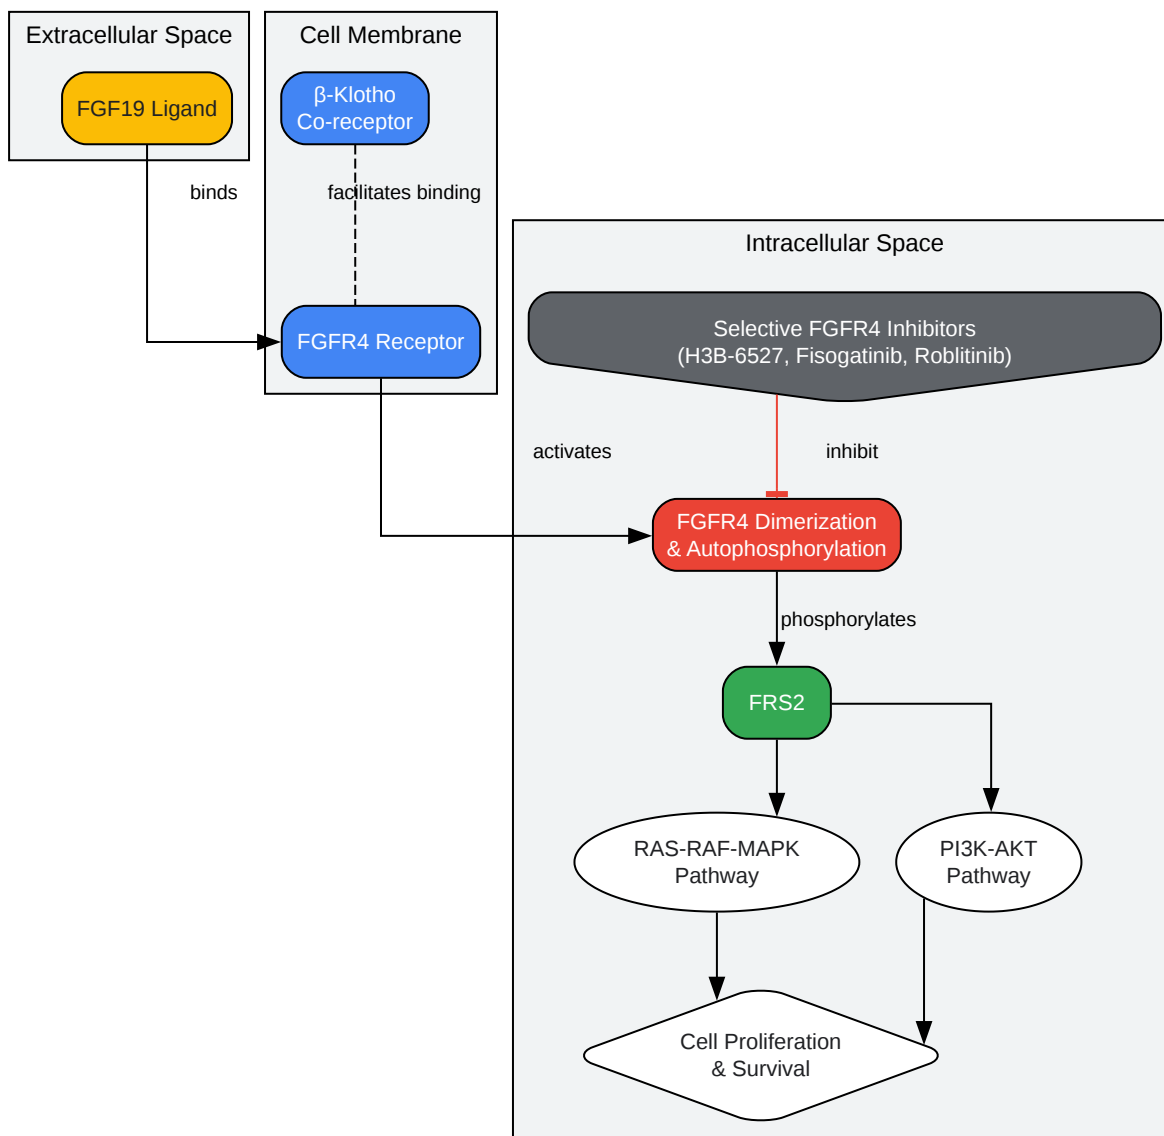 Extracellular Space
FGF19 Ligand
binds
Cell Membrane
β-Klotho
Co-receptor
facilitates binding
FGFR4 Receptor
Intracellular Space
Selective FGFR4 Inhibitors
(H3B-6527, Fisogatinib, Roblitinib)
activates
inhibit
FGFR4 Dimerization
& Autophosphorylation
phosphorylates
FRS2
RAS-RAF-MAPK
Pathway
PI3K-AKT
Pathway
Cell Proliferation
& Survival